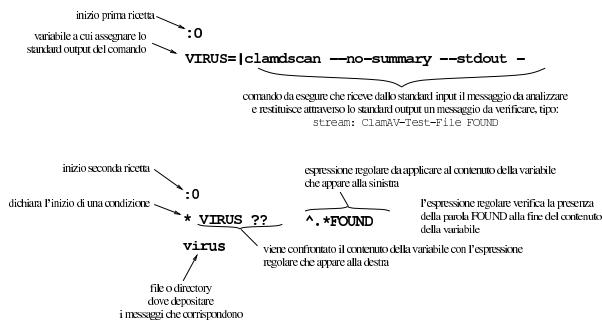 inizio prima ricetta
:0
variabile a cui assegnare lo
standard output del comando
VIRUS=|clamdscan --no-summary --stdout -
comando da esegure che riceve dallo standard input il messaggio da analizzare
e restituisce attraverso lo standard output un messaggio da verificare, tipo:
stream: ClamAV-Test-File FOUND
inizio seconda ricetta
:0
espressione regolare da applicare al contenuto della variabile
che appare alla sinistra
dichiara l'inizio di una condizione
* VIRUS ?? ^.*FOUND
l'espressione regolare verifica la presenza
della parola FOUND alla fine del contenuto
della variabile
virus
viene confrontato il contenuto della variabile con l'espressione
regolare che appare alla destra
file o directory
dove depositare
i messaggi che corrispondono